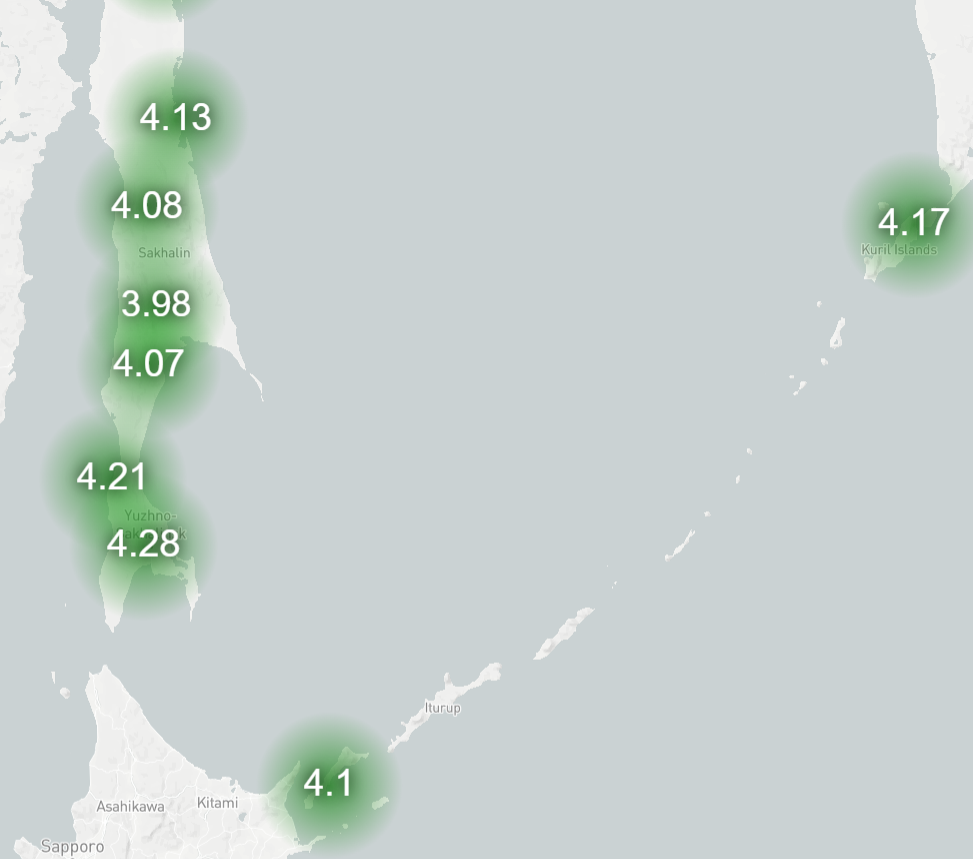 4.13
4.08
Sakhalin
4.17
Kuril Islands
3.98
4.07
4.21
Yuzhno-
4.28
Iturup
4.1
Asahikawa
Kitami
Sapporo